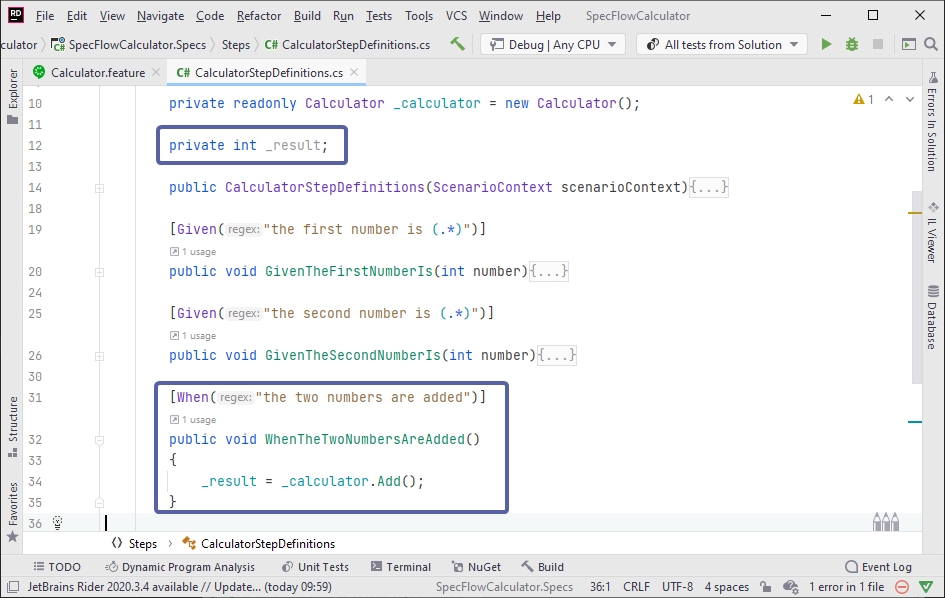 RD File Edit View Navigate Code Refactor Build Run Tests Tools VCS Window Help SpecFlowCalculator
culator SpecFlowCalculator.Specs Steps C# CalculatorStepDefinitions.cs Debug | Any CPU All tests from Solution
Calculator.feature C# CalculatorStepDefinitions.cs
Explorer
Structure
Favorites
10 private readonly Calculator _calculator = new Calculator(); 1
11
12 private int _result;
13
14 public CalculatorStepDefinitions(ScenarioContext scenarioContext){...}
18
19 [Given(regex:"the first number is (.*)")]
1 usage
20 public void GivenTheFirstNumberIs(int number){...}
24
25 [Given(regex:"the second number is (.*)")]
1 usage
26 public void GivenTheSecondNumberIs(int number){...}
30
31 [When(regex:"the two numbers are added")]
1 usage
32 public void WhenTheTwoNumbersAreAdded()
33 {
34 _result = _calculator.Add();
35 }
36
Errors In Solution
IL Viewer
Database
Steps CalculatorStepDefinitions
TODO Dynamic Program Analysis Unit Tests Terminal NuGet Build Event Log
JetBrains Rider 2020.3.4 available // Update... (today 09:59) SpecFlowCalculator.Specs 36:1 CRLF UTF-8 4 spaces 1 error in 1 file